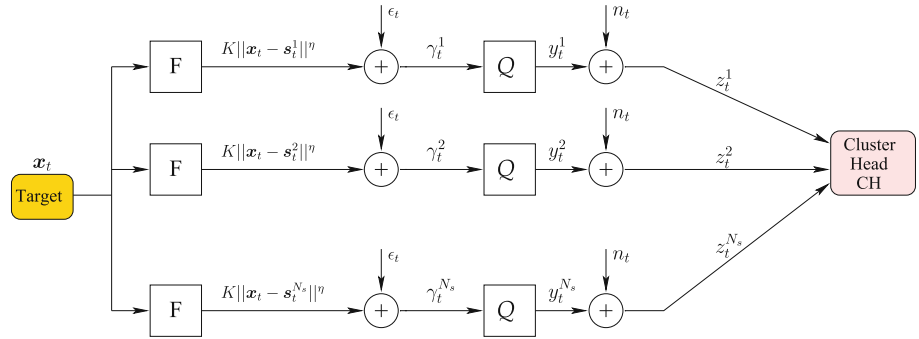 ϵ_t n_t
F K||x_t − s_t^1||^η + γ_t^1 Q y_t^1 + z_t^1
ϵ_t n_t
F K||x_t − s_t^2||^η + γ_t^2 Q y_t^2 + z_t^2
x_t
Target
Cluster
Head
CH
ϵ_t n_t
F K||x_t − s_t^{N_s}||^η + γ_t^{N_s} Q y_t^{N_s} + z_t^{N_s}